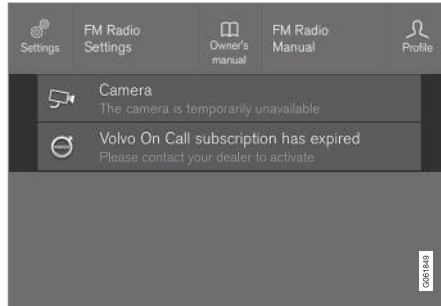 Settings
FM Radio
Settings
Owner's
manual
FM Radio
Manual
Profile
Camera
The camera is temporarily unavailable
Volvo On Call subscription has expired
Please contact your dealer to activate
G061849